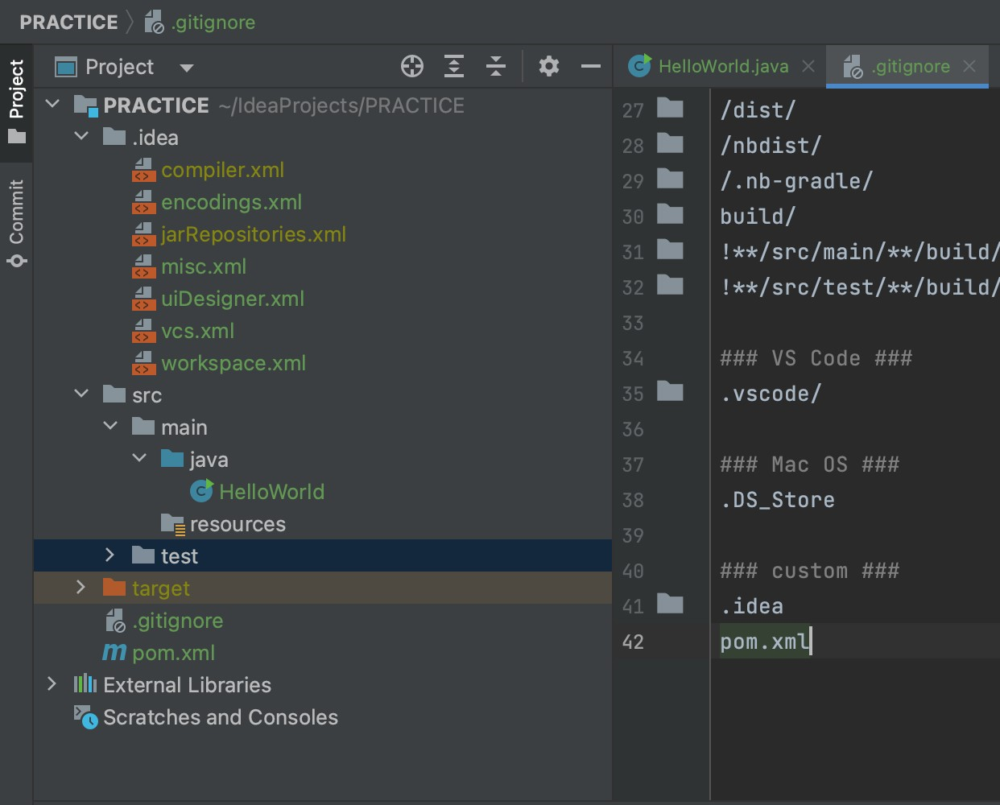 PRACTICE
.gitignore
Project
Commit
Project
PRACTICE ~/IdeaProjects/PRACTICE
.idea
compiler.xml
encodings.xml
jarRepositories.xml
misc.xml
uiDesigner.xml
vcs.xml
workspace.xml
src
main
java
HelloWorld
resources
test
target
.gitignore
pom.xml
External Libraries
Scratches and Consoles
HelloWorld.java
.gitignore
27 /dist/
28 /nbdist/
29 /.nb-gradle/
30 build/
31 !**/src/main/**/build/
32 !**/src/test/**/build/
33
34 ### VS Code ###
35 .vscode/
36
37 ### Mac OS ###
38 .DS_Store
39
40 ### custom ###
41 .idea
42 pom.xml